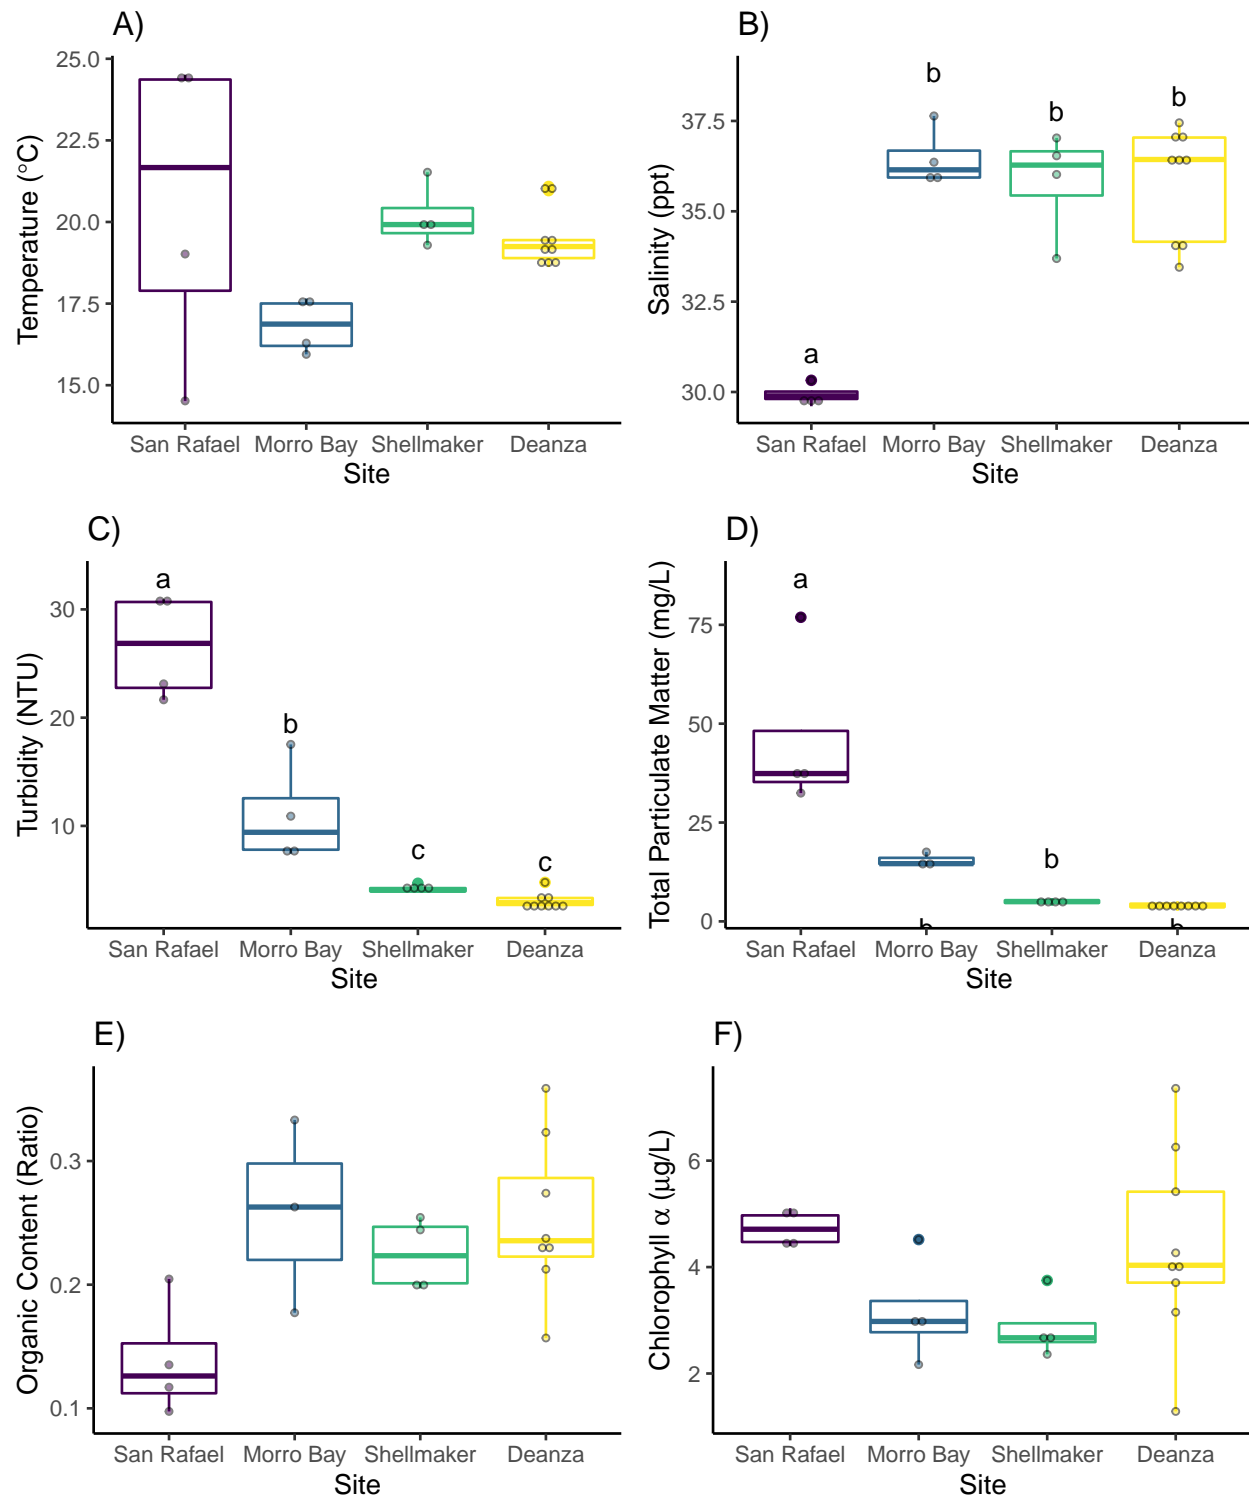 A)
25.0
22.5
20.0
17.5
15.0
Temperature (°C)
San Rafael Morro Bay Shellmaker Deanza
Site
B)
37.5
35.0
32.5
30.0
Salinity (ppt)
a
b
b
b
San Rafael Morro Bay Shellmaker Deanza
Site
C)
30
20
10
Turbidity (NTU)
a
b
c
c
San Rafael Morro Bay Shellmaker Deanza
Site
D)
75
50
25
0
Total Particulate Matter (mg/L)
a
b
b
b
San Rafael Morro Bay Shellmaker Deanza
Site
E)
0.3
0.2
0.1
Organic Content (Ratio)
San Rafael Morro Bay Shellmaker Deanza
Site
F)
6
4
2
Chlorophyll α (μg/L)
San Rafael Morro Bay Shellmaker Deanza
Site